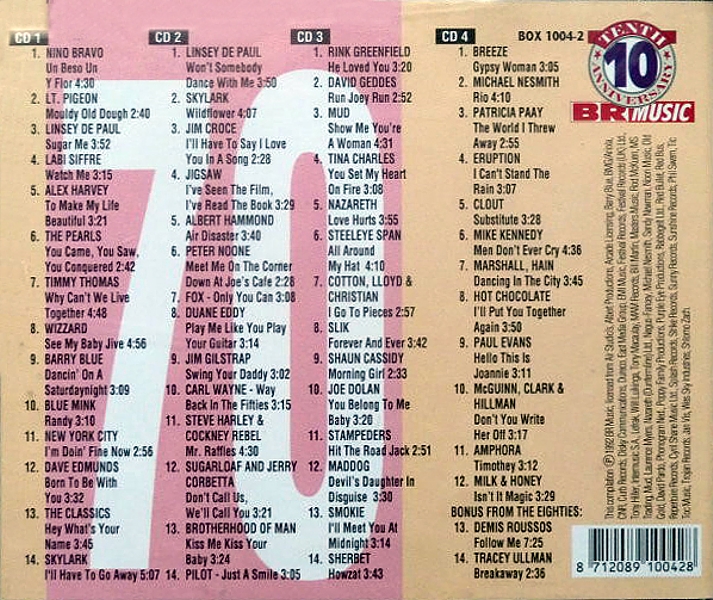 CD 1
1. NINO BRAVO
Un Beso Un
Y Flor 4:30
2. LT. PIGEON
Mouldy Old Dough 2:40
3. LINSEY DE PAUL
Sugar Me 3:52
4. LABI SIFFRE
Watch Me 3:15
5. ALEX HARVEY
To Make My Life
Beautiful 3:21
6. THE PEARLS
You Came, You Saw,
You Conquered 2:42
7. TIMMY THOMAS
Why Can't We Live
Together 4:48
8. WIZZARD
See My Baby Jive 4:56
9. BARRY BLUE
Dancin' On A
Saturdaynight 3:09
10. BLUE MINK
Randy 3:10
11. NEW YORK CITY
I'm Doin' Fine Now 2:56
12. DAVE EDMUNDS
Born To Be With
You 3:32
13. THE CLASSICS
Hey What's Your
Name 3:45
14. SKYLARK
I'll Have To Go Away 5:07
CD 2
1. LINSEY DE PAUL
Won't Somebody
Dance With Me 3:50
2. SKYLARK
Wildflower 4:07
3. JIM CROCE
I'll Have To Say I Love
You In A Song 2:28
4. JIGSAW
I've Seen The Film,
I've Read The Book 3:29
5. ALBERT HAMMOND
Air Disaster 3:40
6. PETER NOONE
Meet Me On The Corner
Down At Joe's Cafe 2:28
7. FOX - Only You Can 3:08
8. DUANE EDDY
Play Me Like You Play
Your Guitar 3:14
9. JIM GILSTRAP
Swing Your Daddy 3:02
10. CARL WAYNE - Way
Back In The Fifties 3:15
11. STEVE HARLEY &
COCKNEY REBEL
Mr. Raffles 4:30
12. SUGARLOAF AND JERRY
CORBETTA
Don't Call Us,
We'll Call You 3:21
13. BROTHERHOOD OF MAN
Kiss Me Kiss Your
Baby 3:24
14. PILOT - Just A Smile 3:05
CD 3
1. RINK GREENFIELD
He Loved You 3:20
2. DAVID GEDDES
Run Joey Run 2:52
3. MUD
Show Me You're
A Woman 4:31
4. TINA CHARLES
You Set My Heart
On Fire 3:08
5. NAZARETH
Love Hurts 3:55
6. STEELEYE SPAN
All Around
My Hat 4:10
7. COTTON, LLOYD &
CHRISTIAN
I Go To Pieces 2:57
8. SLIK
Forever And Ever 3:42
9. SHAUN CASSIDY
Morning Girl 2:33
10. JOE DOLAN
You Belong To Me
Baby 3:20
11. STAMPEDERS
Hit The Road Jack 2:51
12. MADDOG
Devil's Daughter In
Disguise 3:30
13. SMOKIE
I'll Meet You At
Midnight 3:14
14. SHERBET
Howzat 3:43
CD 4
1. BREEZE
Gypsy Woman 3:05
2. MICHAEL NESMITH
Rio 4:10
3. PATRICIA PAAY
The World I Threw
Away 2:55
4. ERUPTION
I Can't Stand The
Rain 3:07
5. CLOUT
Substitute 3:28
6. MIKE KENNEDY
Men Don't Ever Cry 4:36
7. MARSHALL, HAIN
Dancing In The City 3:45
8. HOT CHOCOLATE
I'll Put You Together
Again 3:50
9. PAUL EVANS
Hello This Is
Joannie 3:11
10. McGUINN, CLARK &
HILLMAN
Don't You Write
Her Off 3:17
11. AMPHORA
Timothy 3:12
12. MILK & HONEY
Isn't It Magic 3:29
BONUS FROM THE EIGHTIES:
13. DEMIS ROUSSOS
Follow Me 7:25
14. TRACEY ULLMAN
Breakaway 2:36
BOX 1004-2
TENTH
10
ANNIVERSARY
BR MUSIC
70
8 712089 100428